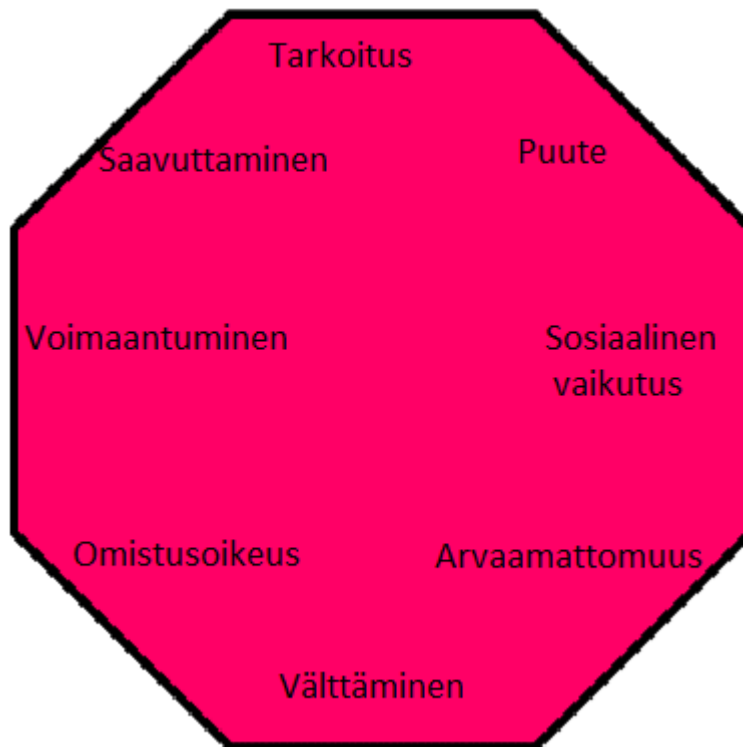 Tarkoitus
Saavuttaminen
Puute
Voimaantuminen
Sosiaalinen
vaikutus
Omistusoikeus
Arvaamattomuus
Välttäminen